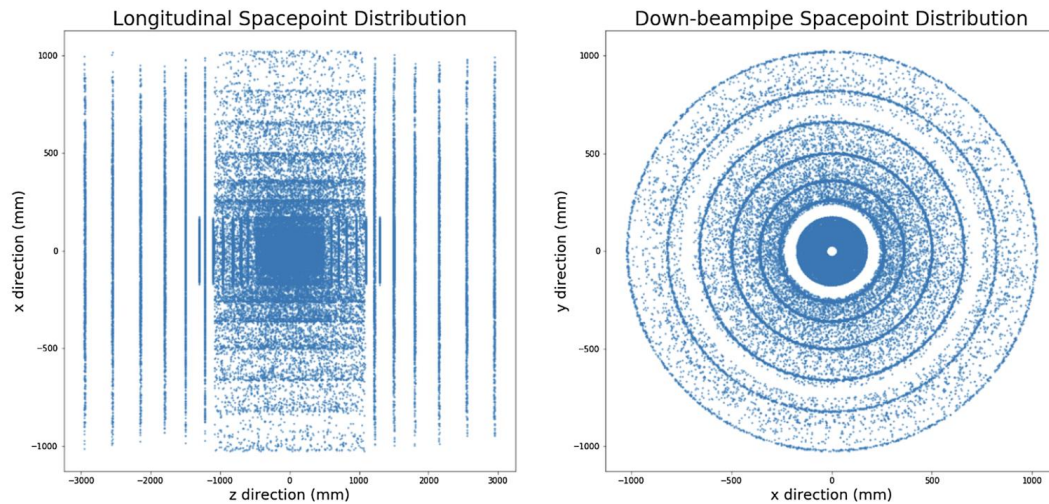 Longitudinal Spacepoint Distribution
1000
500
0
−500
−1000
x direction (mm)
−3000 −2000 −1000 0 1000 2000 3000
z direction (mm)
Down-beampipe Spacepoint Distribution
1000
500
0
−500
−1000
y direction (mm)
−1000 −500 0 500 1000
x direction (mm)